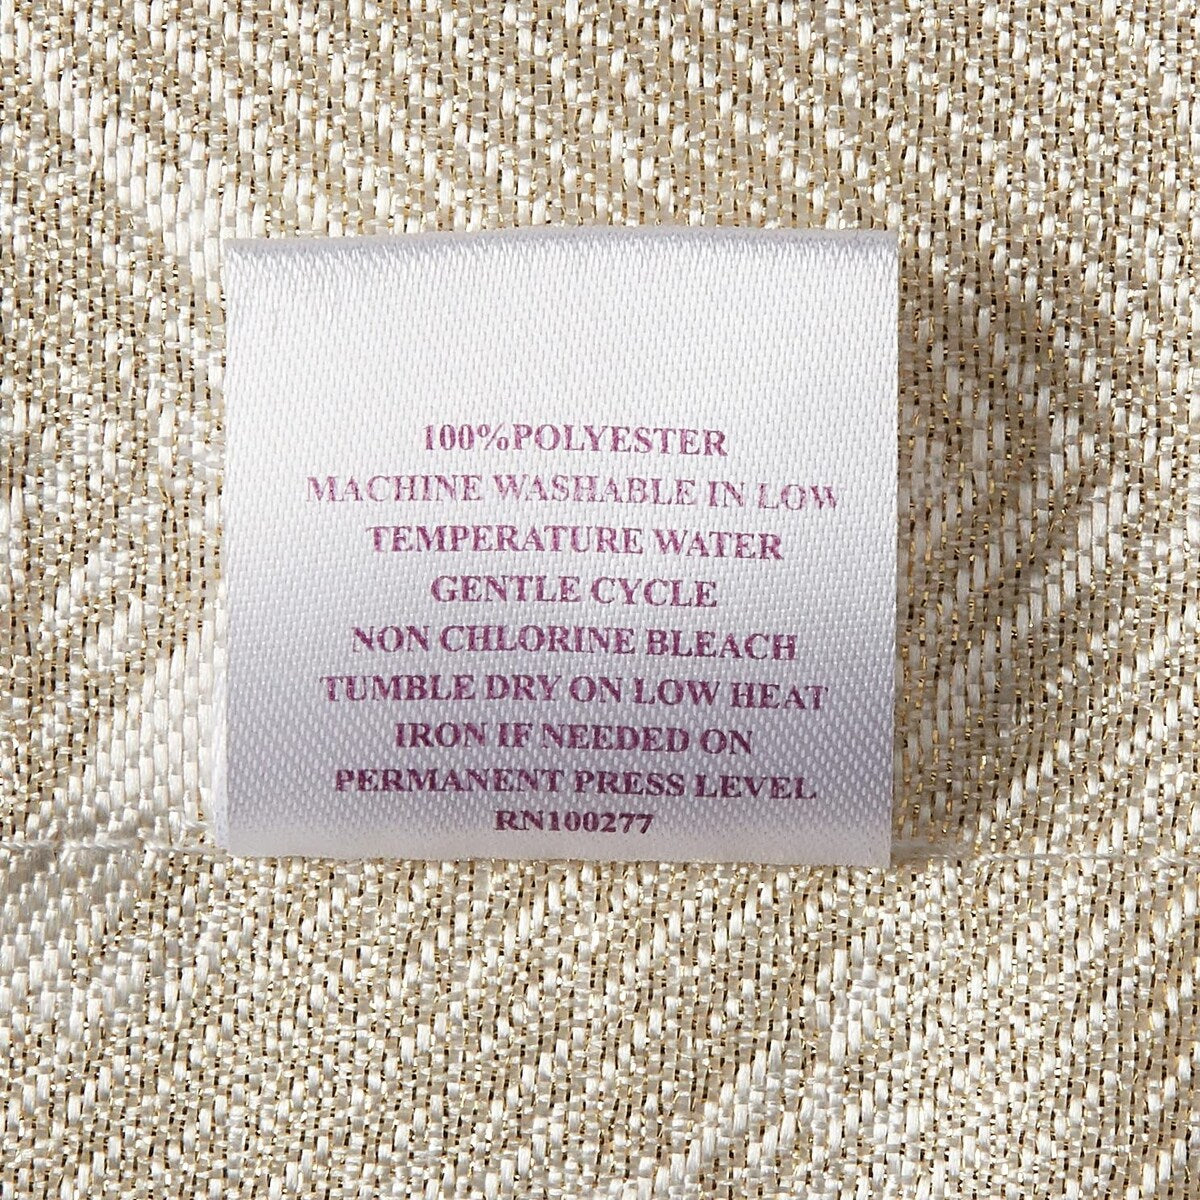 100%POLYESTER
MACHINE WASHABLE IN LOW
TEMPERATURE WATER
GENTLE CYCLE
NON CHLORINE BLEACH
TUMBLE DRY ON LOW HEAT
IRON IF NEEDED ON
PERMANENT PRESS LEVEL
RN100277